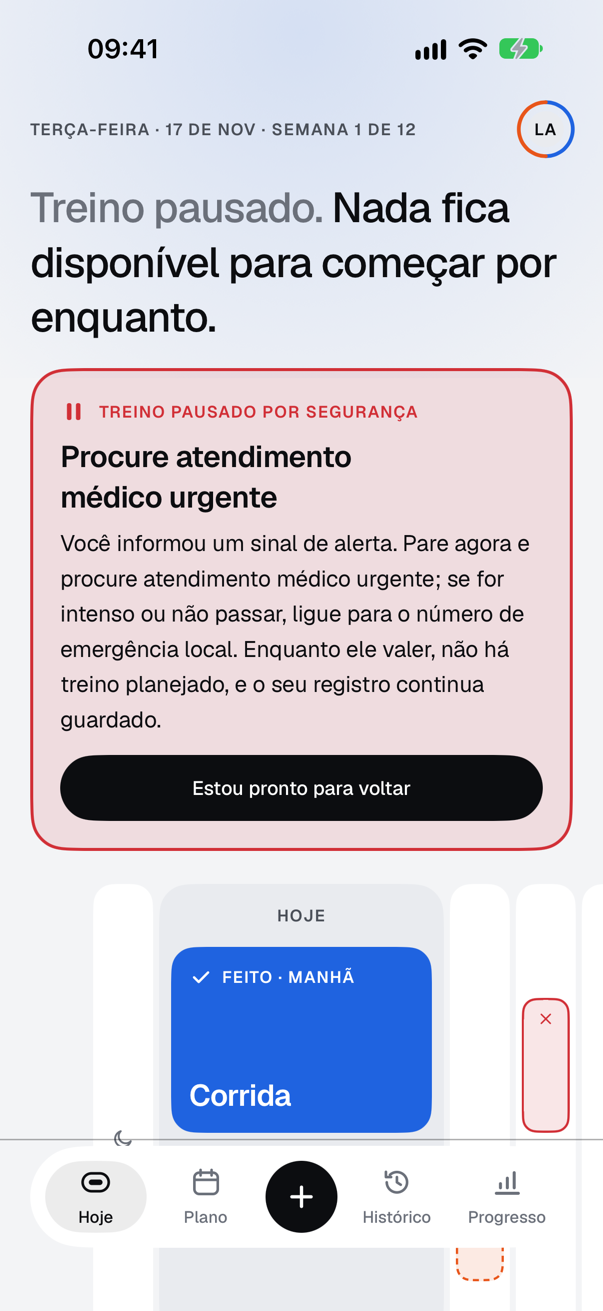 09:41
TERÇA-FEIRA · 17 DE NOV · SEMANA 1 DE 12
LA
Treino pausado. Nada fica
disponível para começar por
enquanto.
TREINO PAUSADO POR SEGURANÇA
Procure atendimento
médico urgente
Você informou um sinal de alerta. Pare agora e
procure atendimento médico urgente; se for
intenso ou não passar, ligue para o número de
emergência local. Enquanto ele valer, não há
treino planejado, e o seu registro continua
guardado.
Estou pronto para voltar
HOJE
FEITO · MANHÃ
Corrida
Hoje
Plano
Histórico
Progresso